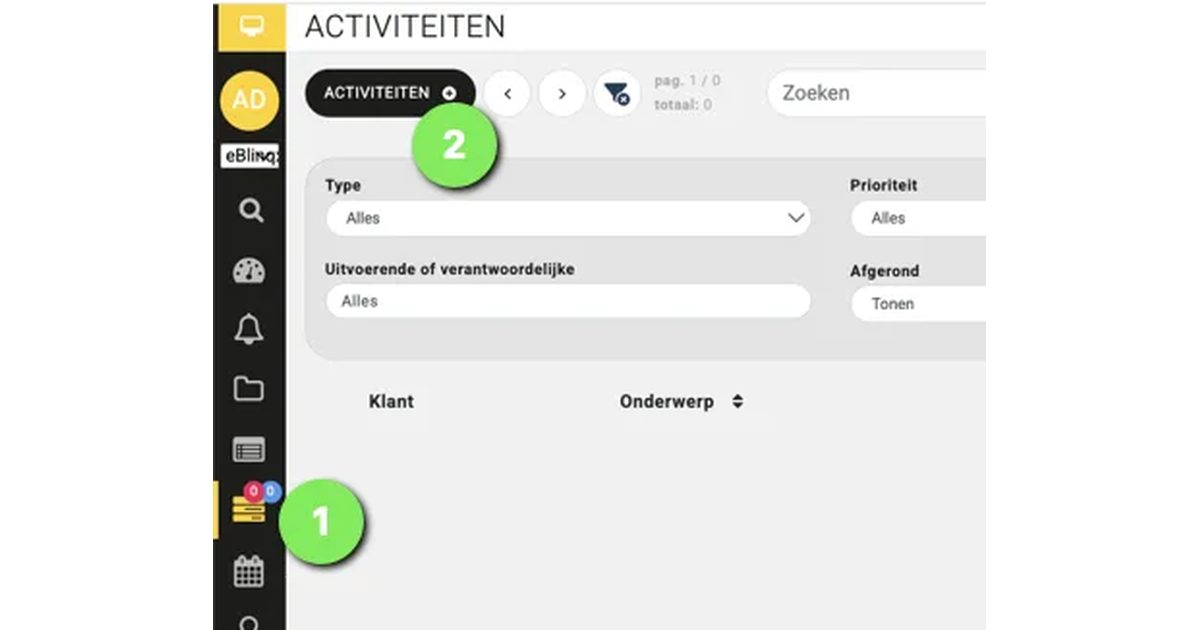 ACTIVITEITEN
AD
ACTIVITEITEN
pag. 1 / 0
totaal: 0
Zoeken
2
eBlinqx
Type
Prioriteit
Alles
Alles
Uitvoerende of verantwoordelijke
Afgerond
Alles
Tonen
Klant
Onderwerp
0
0
1